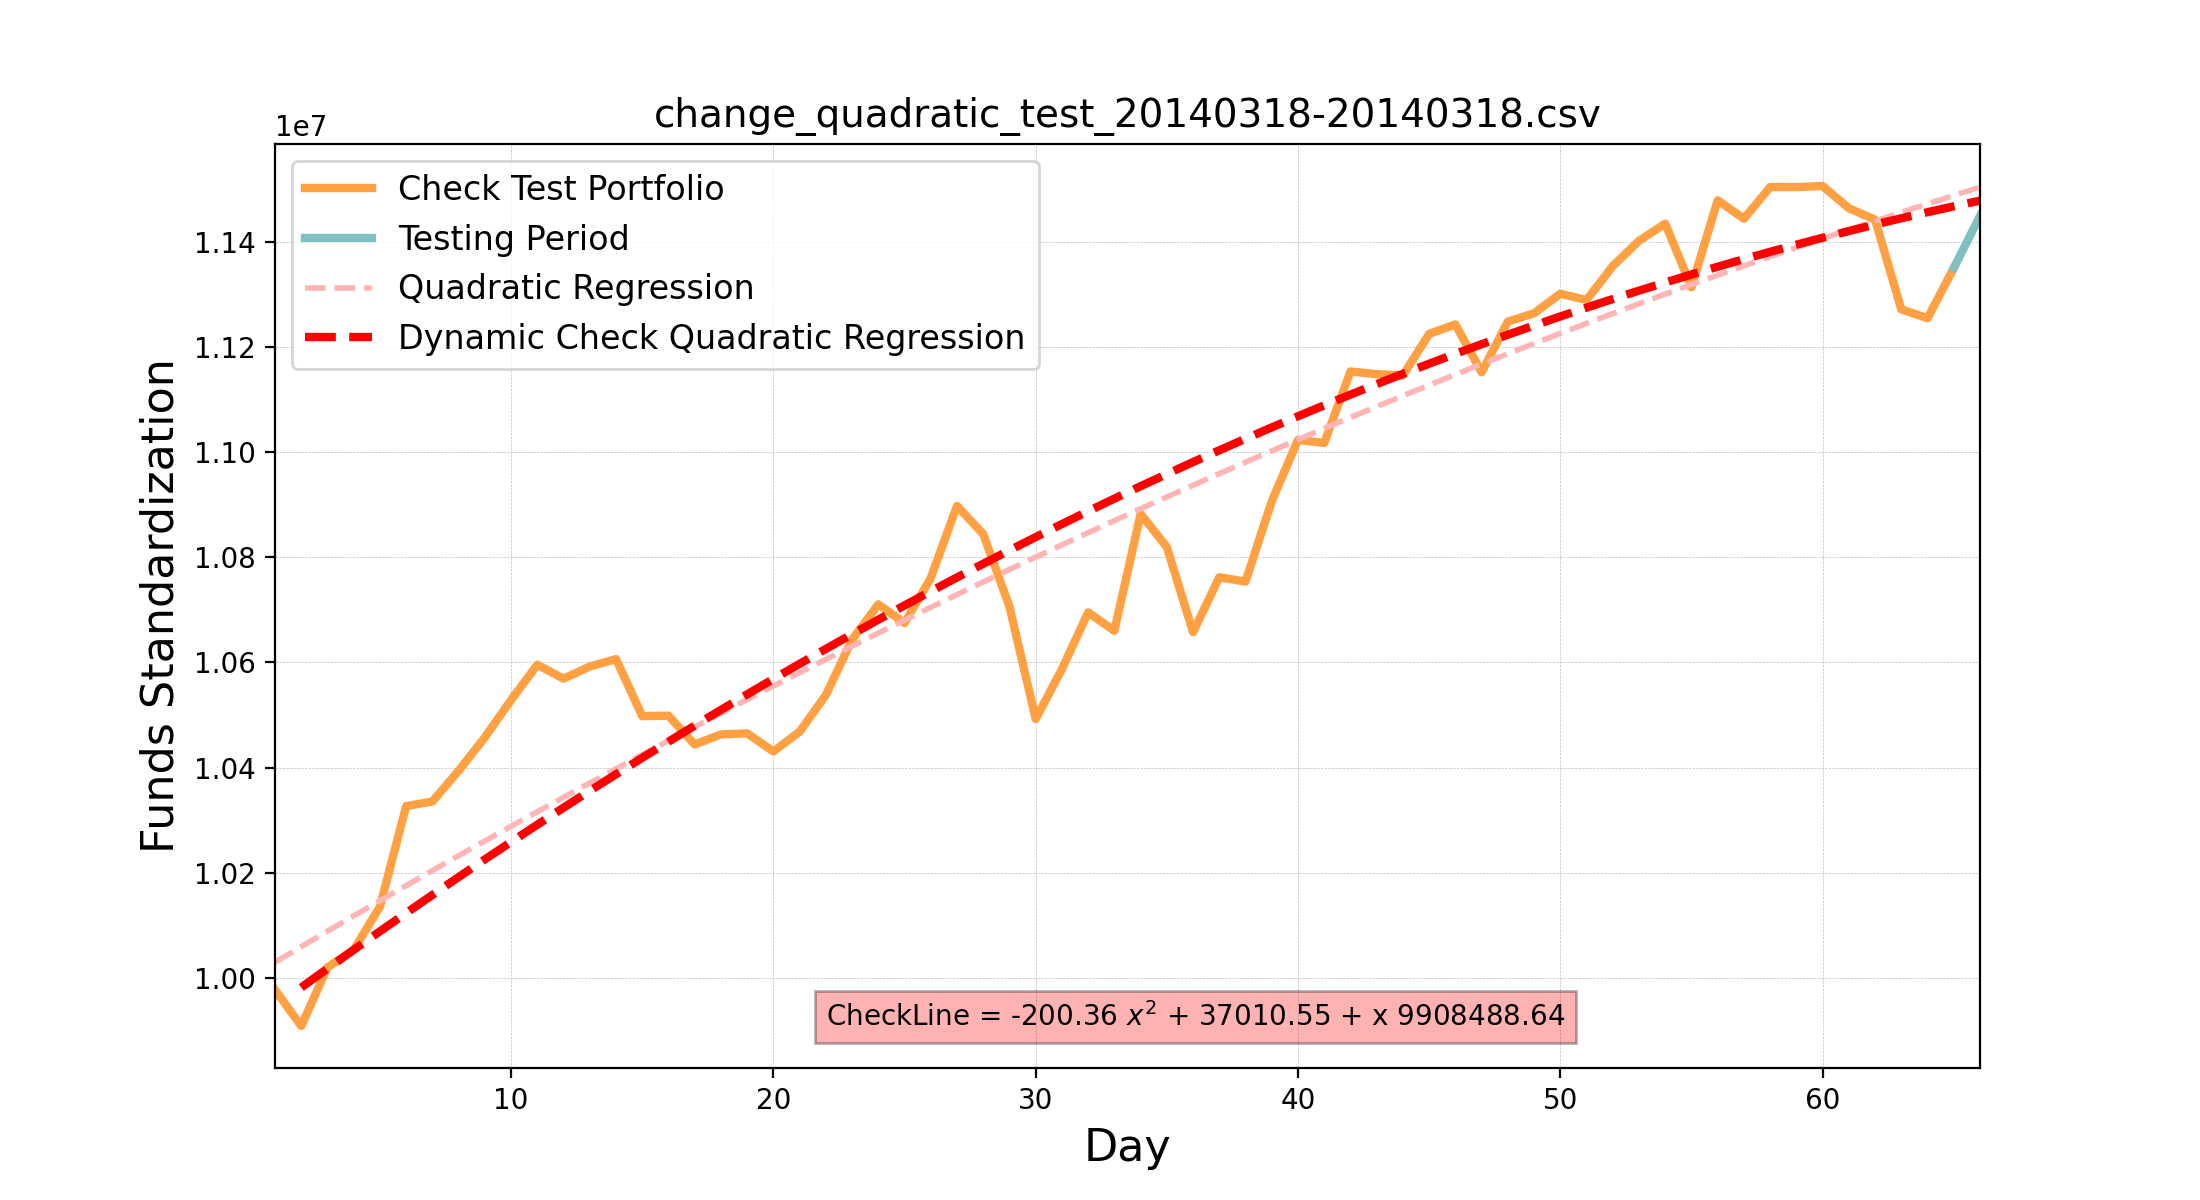 change_quadratic_test_20140318-20140318.csv
1e7
Check Test Portfolio
Testing Period
Quadratic Regression
Dynamic Check Quadratic Regression
1.14
1.12
1.10
1.08
1.06
1.04
1.02
1.00
Funds Standardization
CheckLine = -200.36 x² + 37010.55 + x 9908488.64
10 20 30 40 50 60
Day